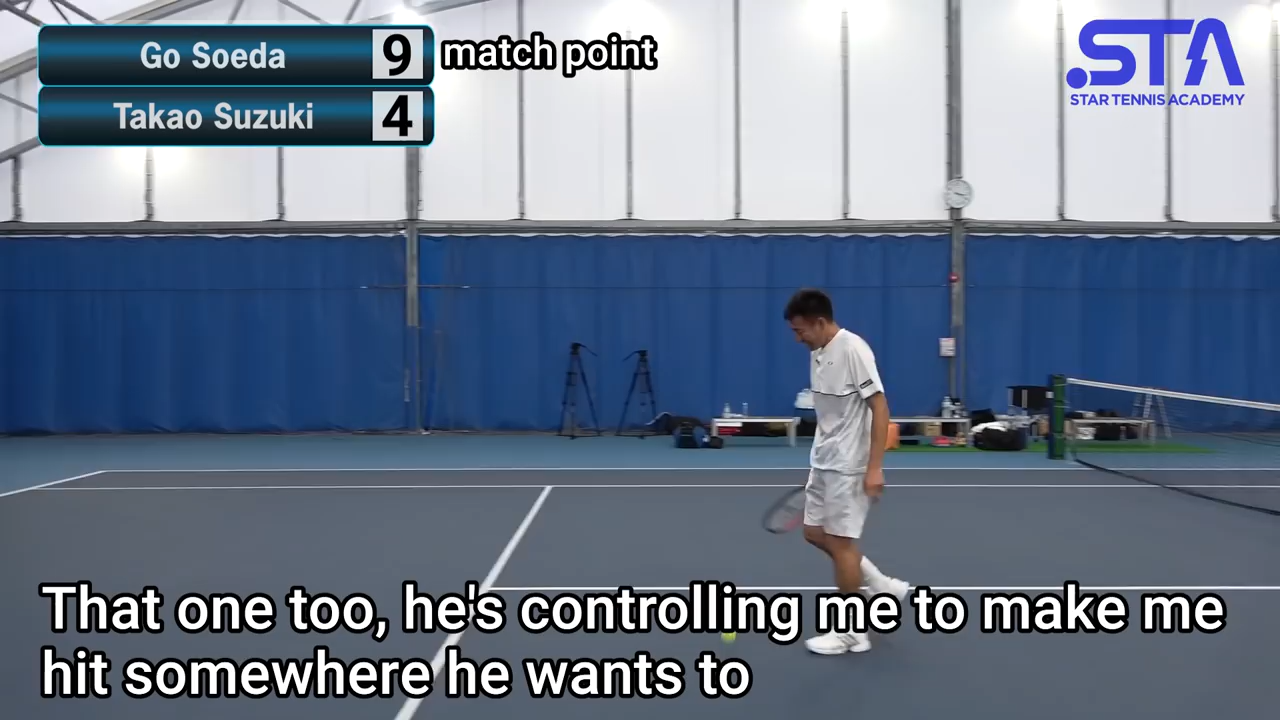 Go Soeda 9 match point
Takao Suzuki 4
STA
STAR TENNIS ACADEMY
That one too, he's controlling me to make me
hit somewhere he wants to